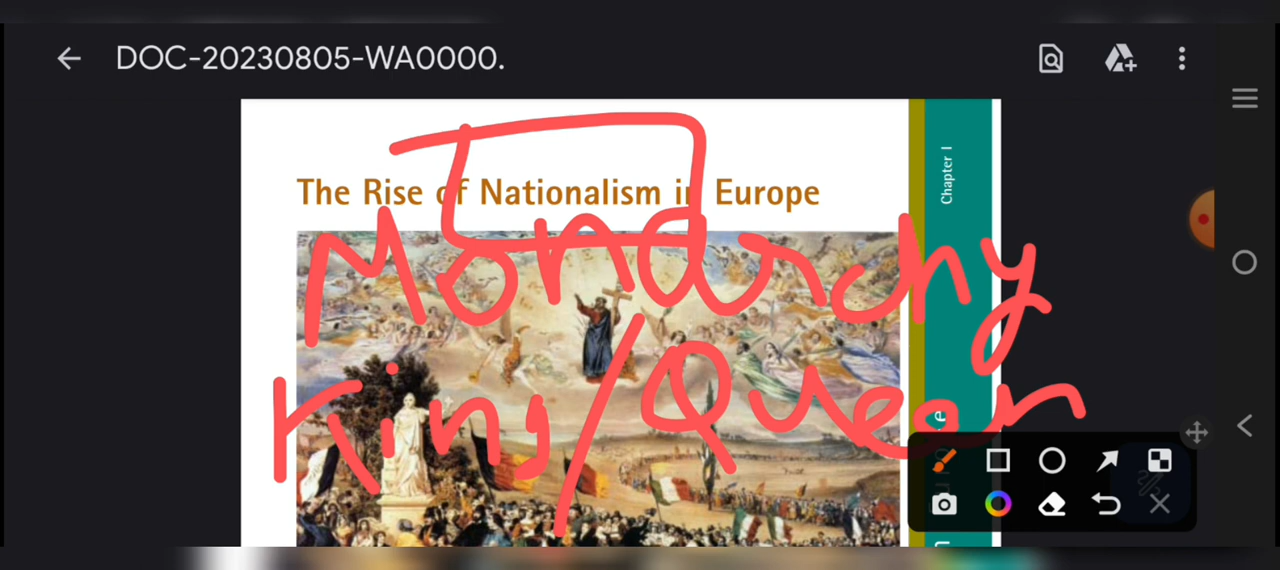 DOC-20230805-WA0000.
The Rise of Nationalism in Europe
Chapter I
Monarchy
King/Queen